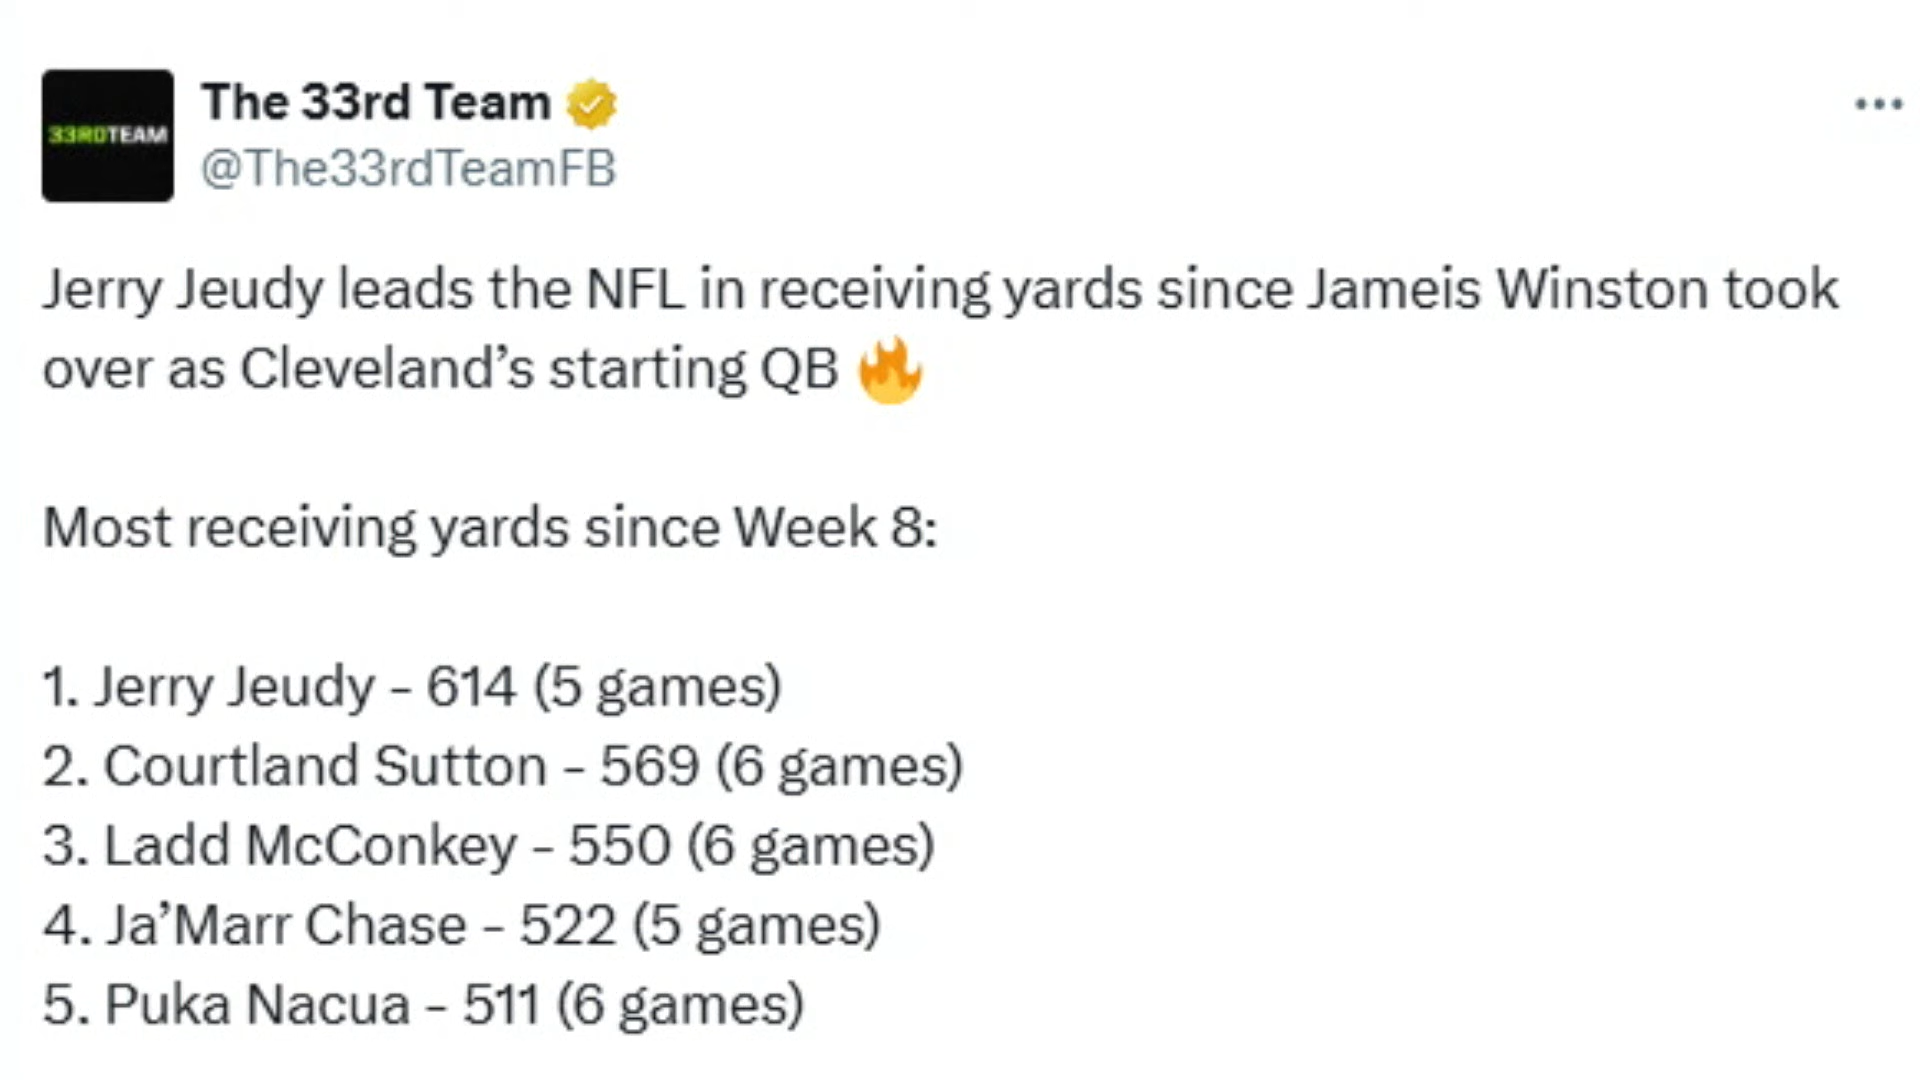 The 33rd Team
33RDTEAM
@The33rdTeamFB
Jerry Jeudy leads the NFL in receiving yards since Jameis Winston took
over as Cleveland’s starting QB 🔥
Most receiving yards since Week 8:
1. Jerry Jeudy – 614 (5 games)
2. Courtland Sutton – 569 (6 games)
3. Ladd McConkey – 550 (6 games)
4. Ja’Marr Chase – 522 (5 games)
5. Puka Nacua – 511 (6 games)